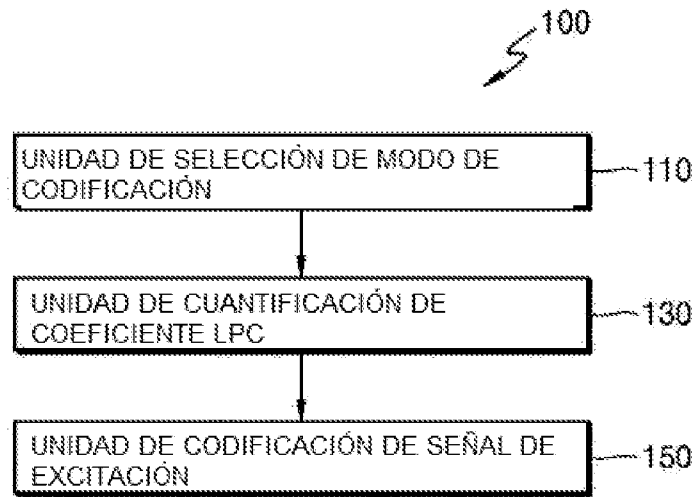 100
UNIDAD DE SELECCIÓN DE MODO DE
CODIFICACIÓN
110
UNIDAD DE CUANTIFICACIÓN DE
COEFICIENTE LPC
130
UNIDAD DE CODIFICACIÓN DE SEÑAL DE
EXCITACIÓN
150